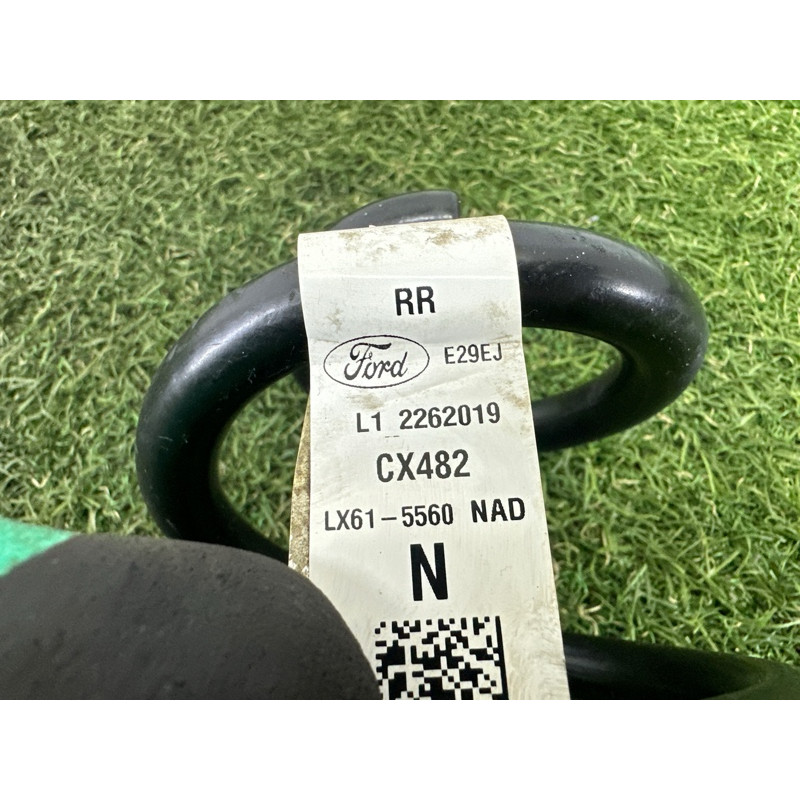 RR
Ford E29EJ
L1 2262019
CX482
LX61-5560 NAD
N